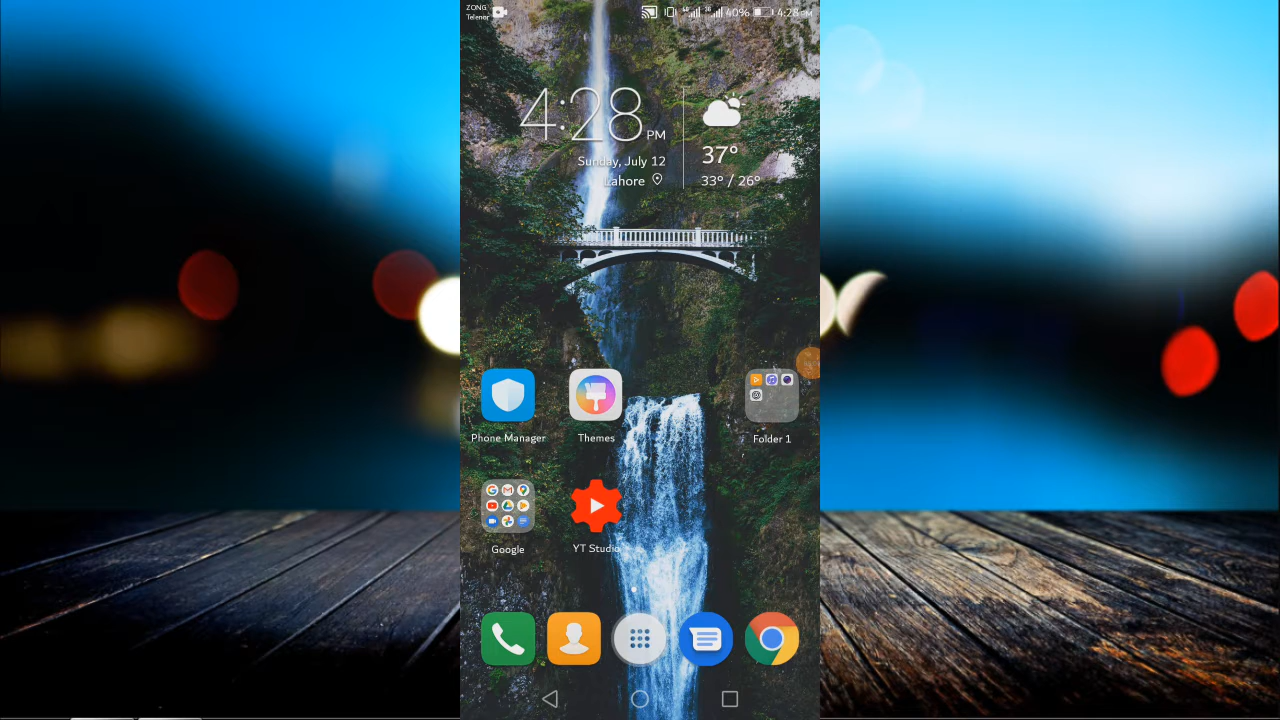 ZONG
Telenor
40%
4:28 PM
4:28 PM
Sunday, July 12
Lahore
37°
33° / 26°
Phone Manager
Themes
Folder 1
Google
YT Studio